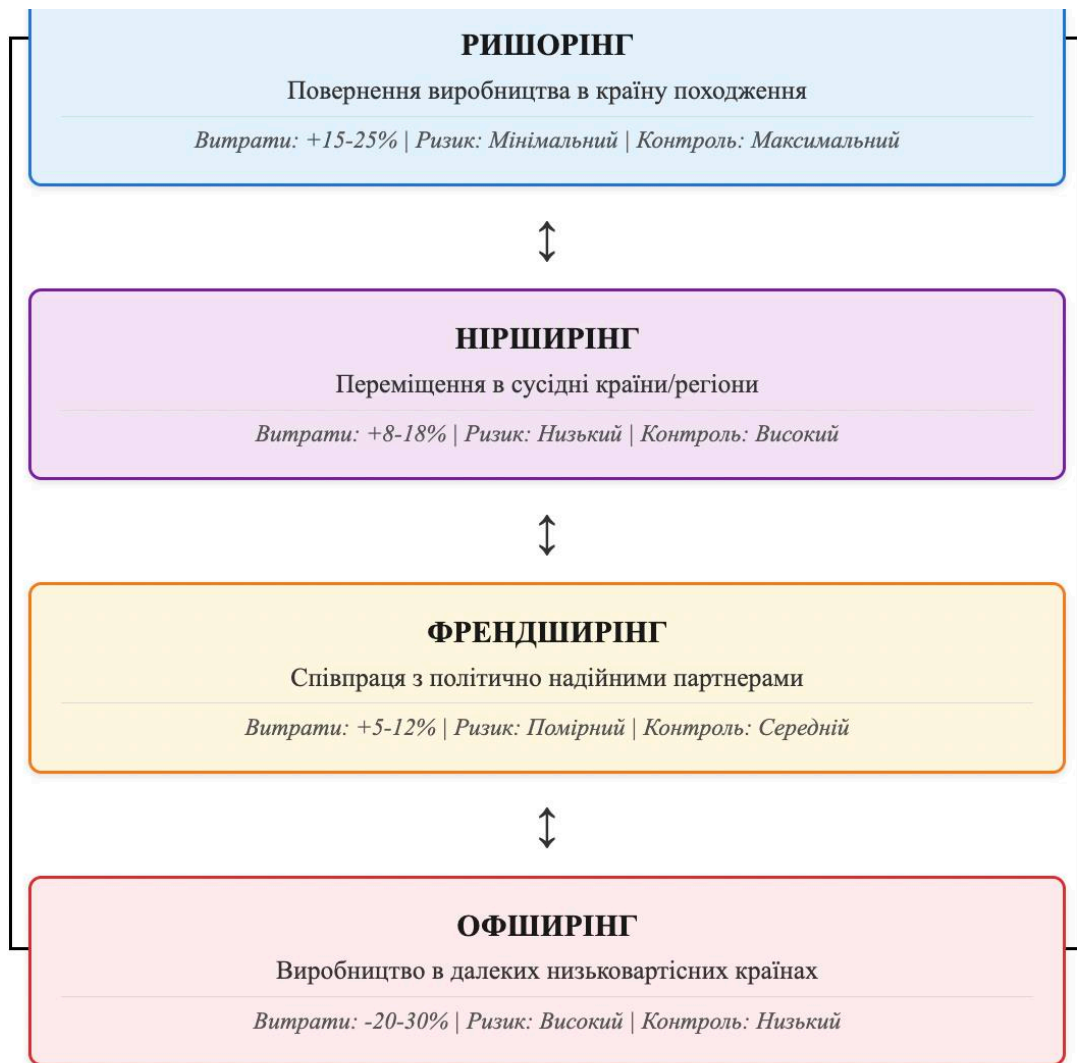 РИШОРІНГ
Повернення виробництва в країну походження
Витрати: +15-25% | Ризик: Мінімальний | Контроль: Максимальний
↕
НІРШИРІНГ
Переміщення в сусідні країни/регіони
Витрати: +8-18% | Ризик: Низький | Контроль: Високий
↕
ФРЕНДШИРІНГ
Співпраця з політично надійними партнерами
Витрати: +5-12% | Ризик: Помірний | Контроль: Середній
↕
ОФШИРІНГ
Виробництво в далеких низьковартісних країнах
Витрати: -20-30% | Ризик: Високий | Контроль: Низький